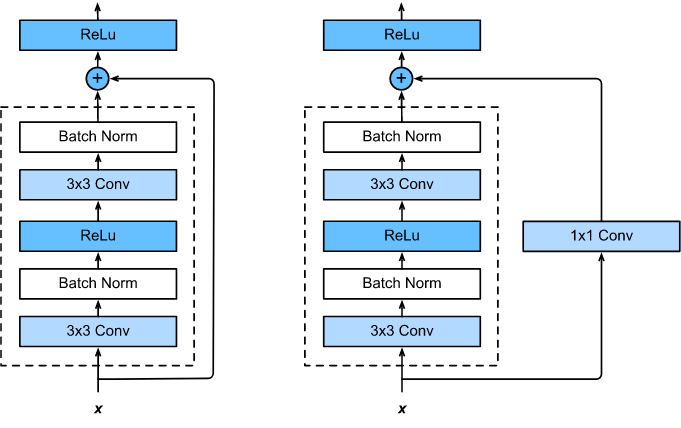 ReLu
+
Batch Norm
3x3 Conv
ReLu
Batch Norm
3x3 Conv
x
ReLu
+
Batch Norm
3x3 Conv
ReLu
1x1 Conv
Batch Norm
3x3 Conv
x